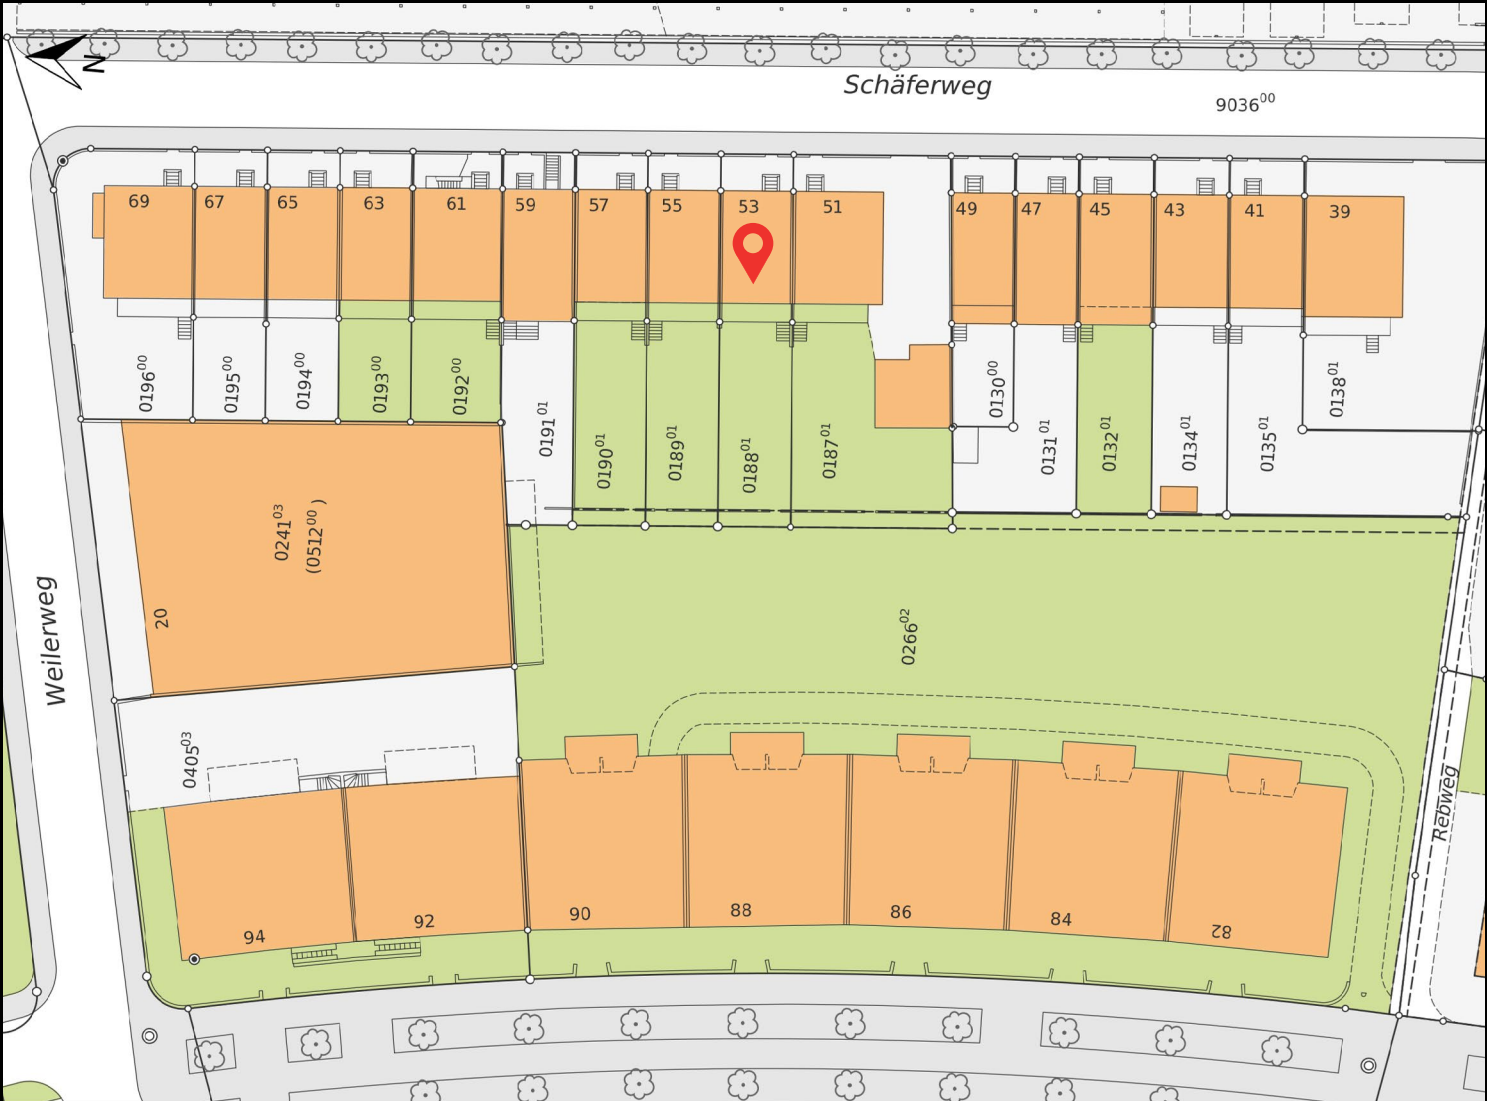 N
Schäferweg
9036⁰⁰
69 67 65 63 61 59 57 55 53 51 49 47 45 43 41 39
0196⁰⁰ 0195⁰⁰ 0194⁰⁰ 0193⁰⁰ 0192⁰⁰ 0191⁰¹ 0190⁰¹ 0189⁰¹ 0188⁰¹ 0187⁰¹ 0130⁰⁰ 0131⁰¹ 0132⁰¹ 0134⁰¹ 0135⁰¹ 0138⁰¹
0241⁰³
(0512⁰⁰ )
20
Weilerweg
0266⁰²
0405⁰³
Rebweg
94 92 90 88 86 84 82